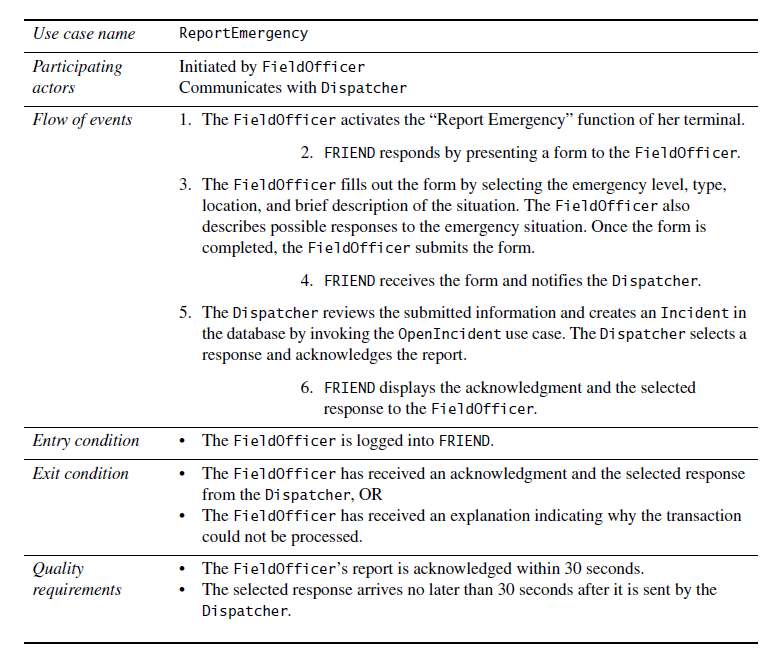 Use case name ReportEmergency
Participating Initiated by FieldOfficer
actors Communicates with Dispatcher
Flow of events 1. The FieldOfficer activates the “Report Emergency” function of her terminal.
2. FRIEND responds by presenting a form to the FieldOfficer.
3. The FieldOfficer fills out the form by selecting the emergency level, type,
location, and brief description of the situation. The FieldOfficer also
describes possible responses to the emergency situation. Once the form is
completed, the FieldOfficer submits the form.
4. FRIEND receives the form and notifies the Dispatcher.
5. The Dispatcher reviews the submitted information and creates an Incident in
the database by invoking the OpenIncident use case. The Dispatcher selects a
response and acknowledges the report.
6. FRIEND displays the acknowledgment and the selected
response to the FieldOfficer.
Entry condition • The FieldOfficer is logged into FRIEND.
Exit condition • The FieldOfficer has received an acknowledgment and the selected response
from the Dispatcher, OR
• The FieldOfficer has received an explanation indicating why the transaction
could not be processed.
Quality • The FieldOfficer’s report is acknowledged within 30 seconds.
requirements • The selected response arrives no later than 30 seconds after it is sent by the
Dispatcher.